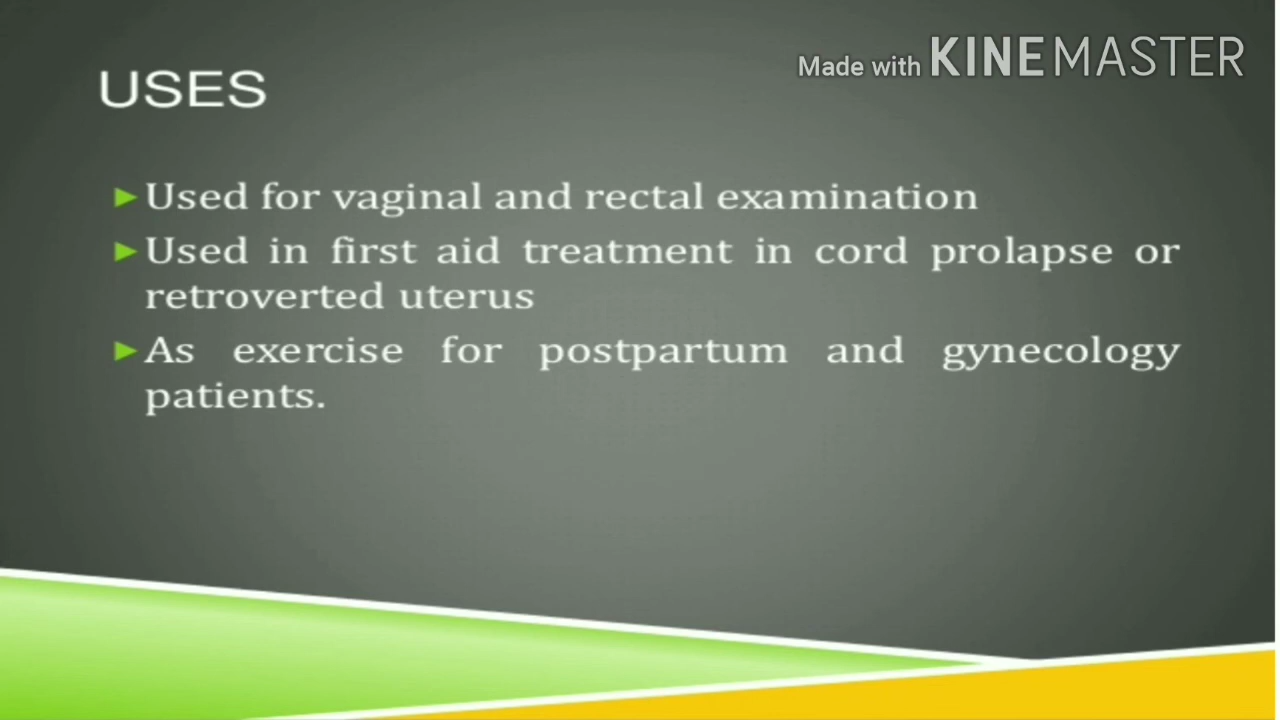 Made with KINEMASTER
USES
Used for vaginal and rectal examination
Used in first aid treatment in cord prolapse or
retroverted uterus
As exercise for postpartum and gynecology
patients.